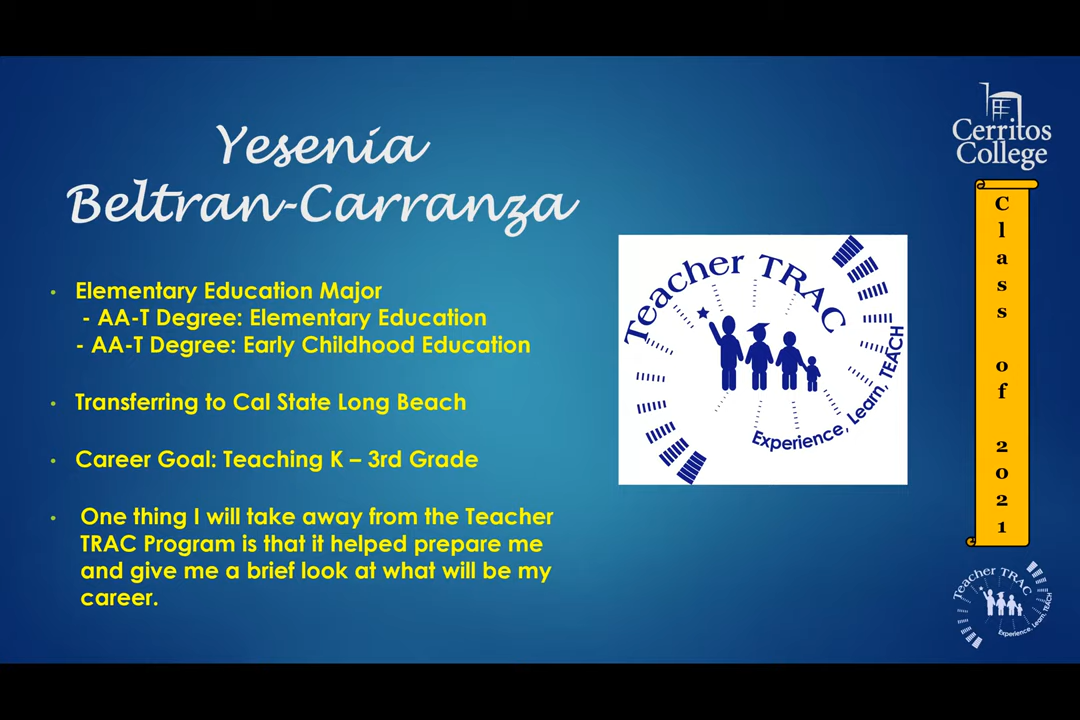 Yesenia
Beltran-Carranza
• Elementary Education Major
- AA-T Degree: Elementary Education
- AA-T Degree: Early Childhood Education
• Transferring to Cal State Long Beach
• Career Goal: Teaching K – 3rd Grade
• One thing I will take away from the Teacher
TRAC Program is that it helped prepare me
and give me a brief look at what will be my
career.
Teacher TRAC
Experience, Learn, TEACH
Cerritos
College
Class of 2021
Teacher TRAC
Experience, Learn, TEACH